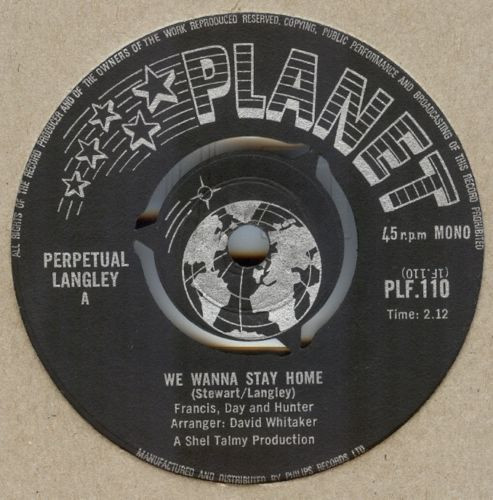 ALL RIGHTS OF THE RECORD PRODUCER AND OF THE OWNERS OF THE WORK REPRODUCED RESERVED. COPYING, PUBLIC PERFORMANCE AND BROADCASTING OF THIS RECORD PROHIBITED
PLANET
45 r.p.m MONO
PERPETUAL
LANGLEY
A
(1F.110)
PLF.110
Time: 2.12
WE WANNA STAY HOME
(Stewart/Langley)
Francis, Day and Hunter
Arranger: David Whitaker
A Shel Talmy Production
MANUFACTURED AND DISTRIBUTED BY PHILIPS RECORDS LTD.